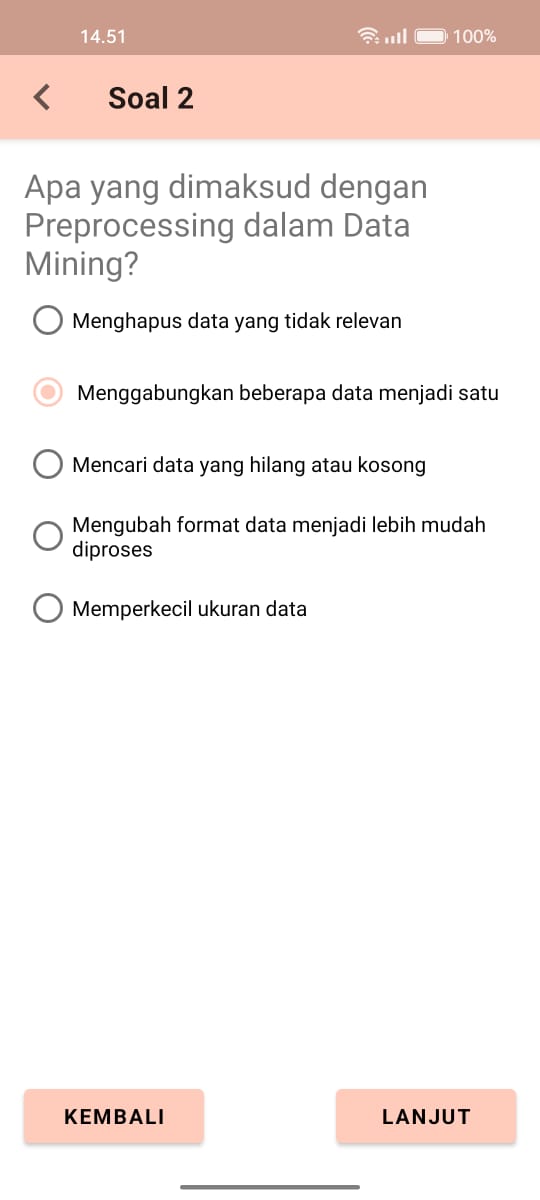 14.51
100%
Soal 2
Apa yang dimaksud dengan
Preprocessing dalam Data
Mining?
Menghapus data yang tidak relevan
Menggabungkan beberapa data menjadi satu
Mencari data yang hilang atau kosong
Mengubah format data menjadi lebih mudah
diproses
Memperkecil ukuran data
KEMBALI
LANJUT